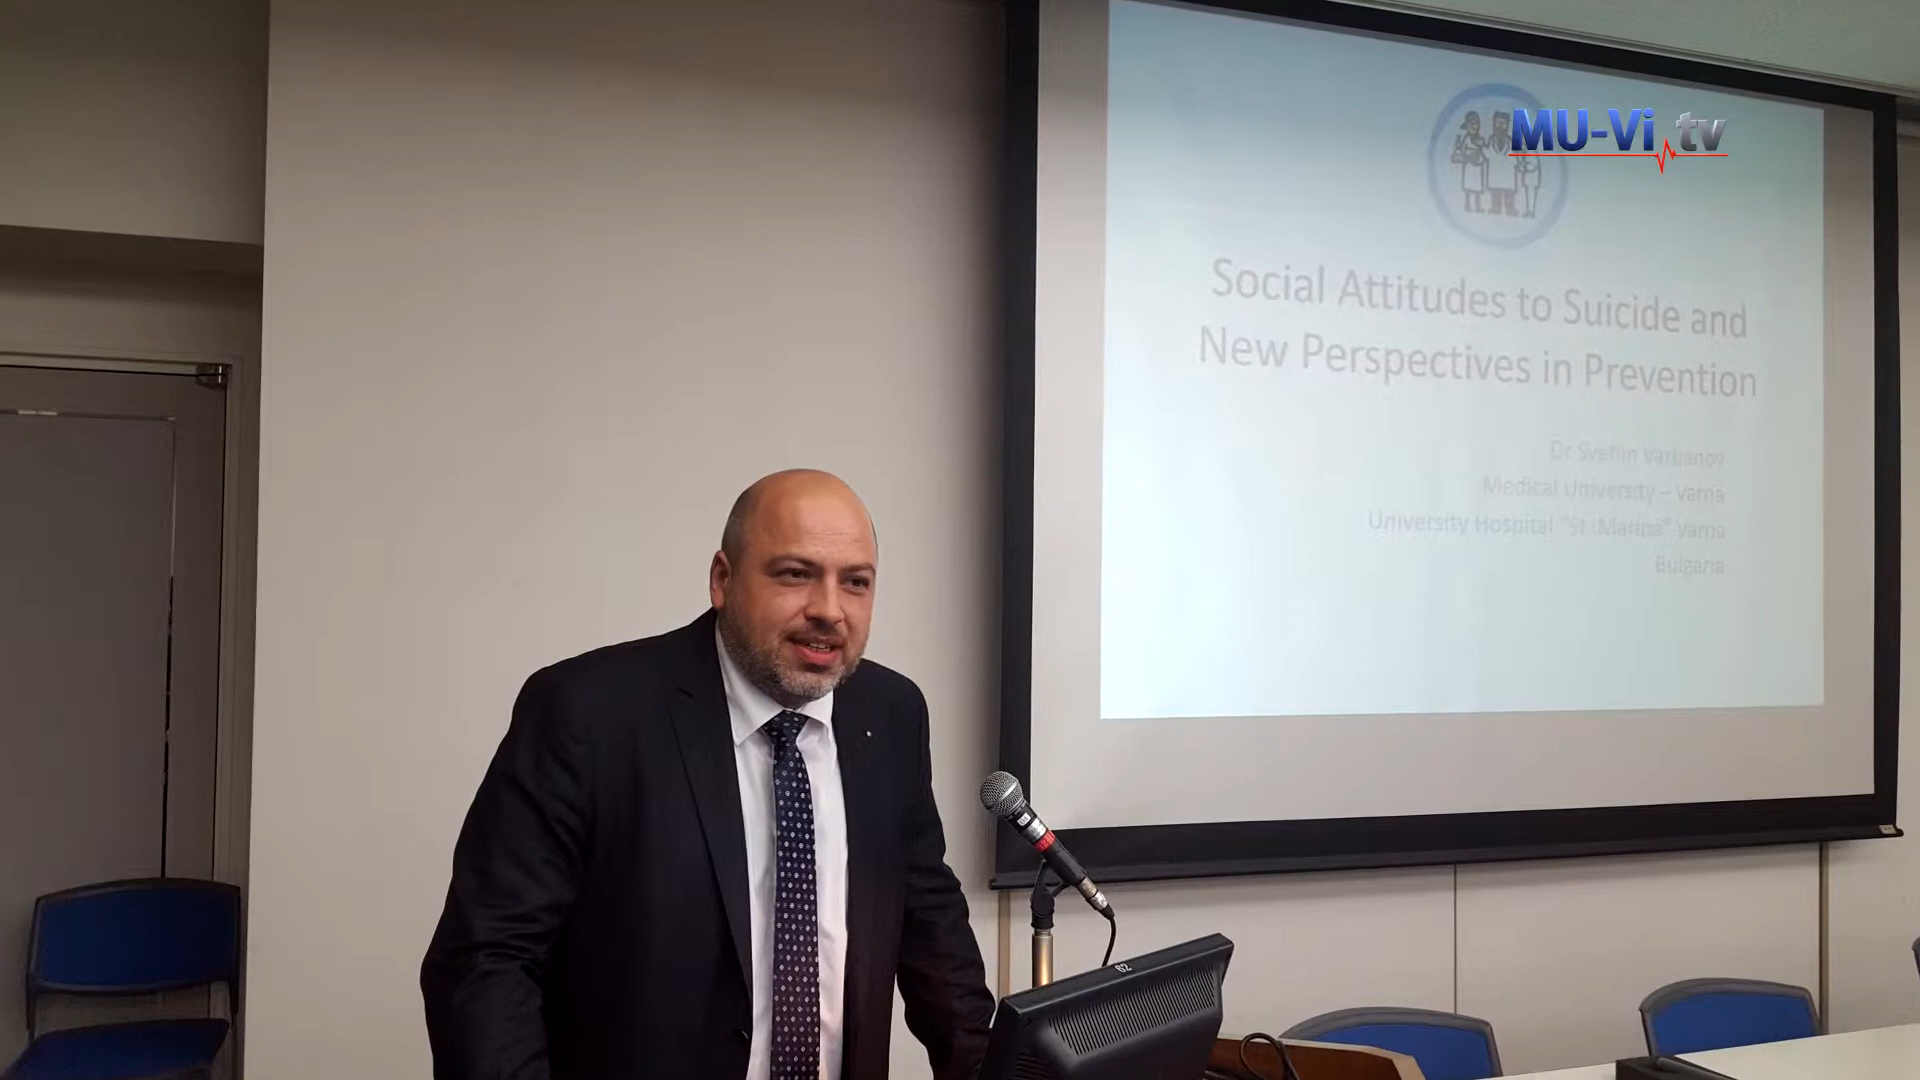 MU-Vi.tv
Social Attitudes to Suicide and
New Perspectives in Prevention
Dr Svetlin Varbanov
Medical University – Varna
University Hospital "St. Marina" Varna
Bulgaria
62